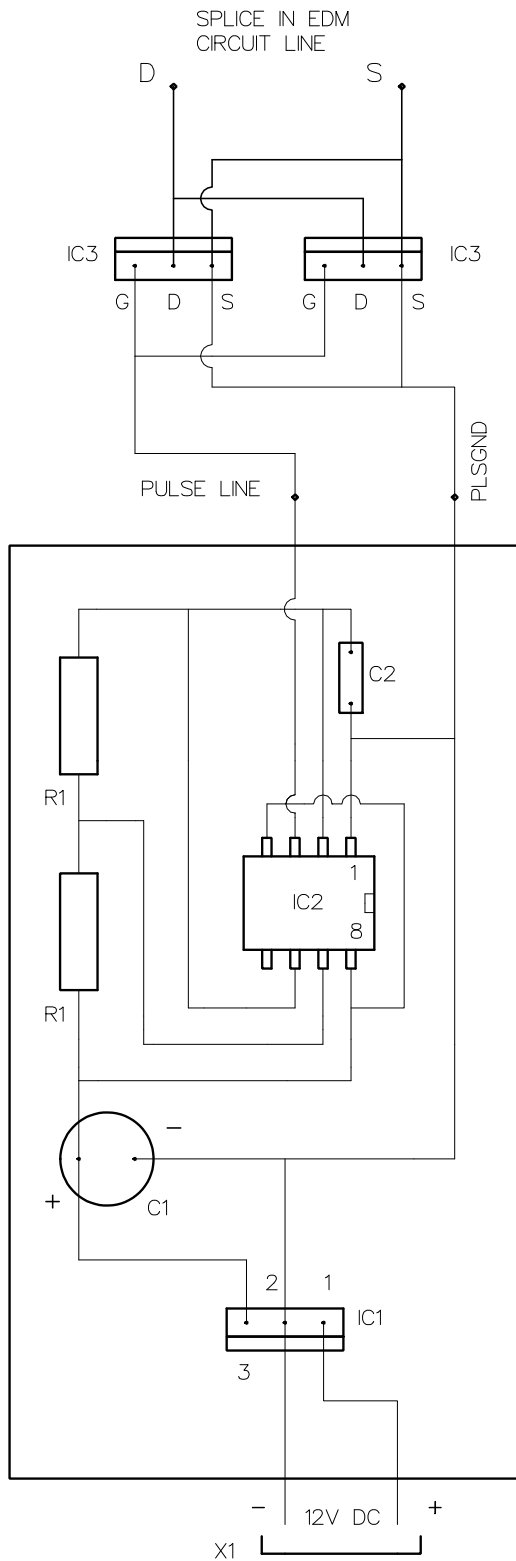 SPLICE IN EDM
CIRCUIT LINE
D S
IC3 IC3
G D S G D S
PULSE LINE
PLSGND
C2
R1
1
IC2
8
R1
-
+ C1
2 1
IC1
3
- 12V DC +
X1